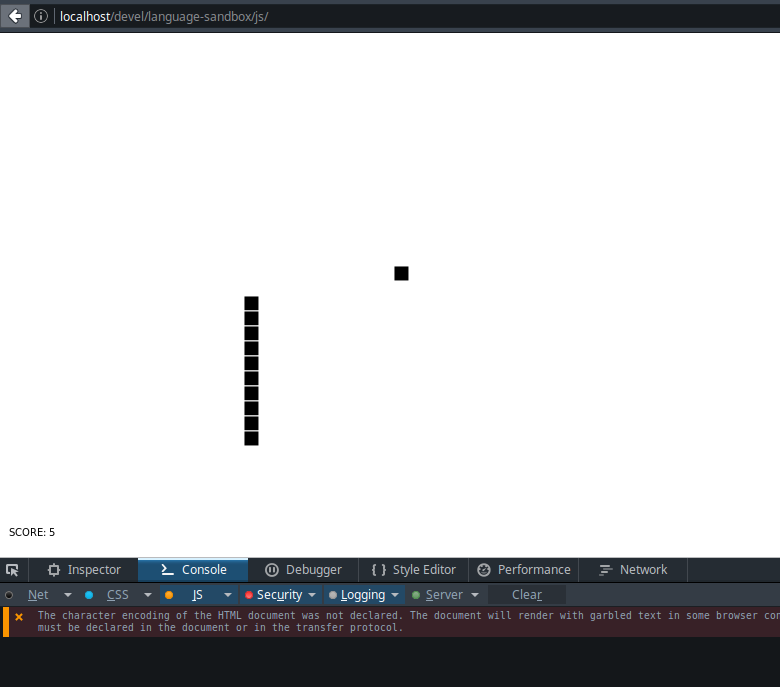 localhost/devel/language-sandbox/js/
SCORE: 5
Inspector Console Debugger Style Editor Performance Network
Net CSS JS Security Logging Server Clear
The character encoding of the HTML document was not declared. The document will render with garbled text in some browser
must be declared in the document or in the transfer protocol.